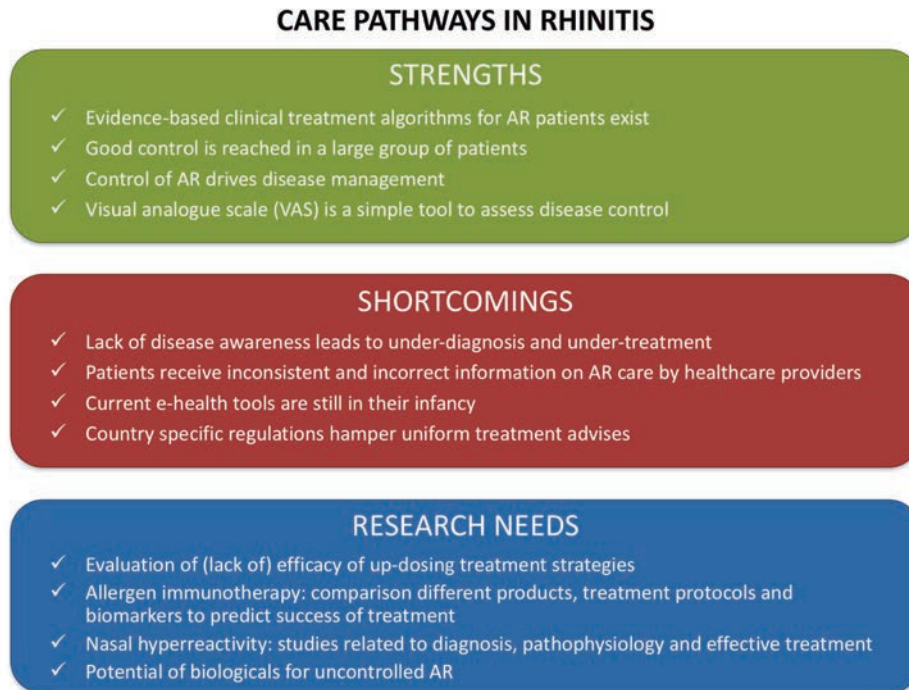 CARE PATHWAYS IN RHINITIS
STRENGTHS
✓ Evidence-based clinical treatment algorithms for AR patients exist
✓ Good control is reached in a large group of patients
✓ Control of AR drives disease management
✓ Visual analogue scale (VAS) is a simple tool to assess disease control
SHORTCOMINGS
✓ Lack of disease awareness leads to under-diagnosis and under-treatment
✓ Patients receive inconsistent and incorrect information on AR care by healthcare providers
✓ Current e-health tools are still in their infancy
✓ Country specific regulations hamper uniform treatment advises
RESEARCH NEEDS
✓ Evaluation of (lack of) efficacy of up-dosing treatment strategies
✓ Allergen immunotherapy: comparison different products, treatment protocols and
biomarkers to predict success of treatment
✓ Nasal hyperreactivity: studies related to diagnosis, pathophysiology and effective treatment
✓ Potential of biologicals for uncontrolled AR